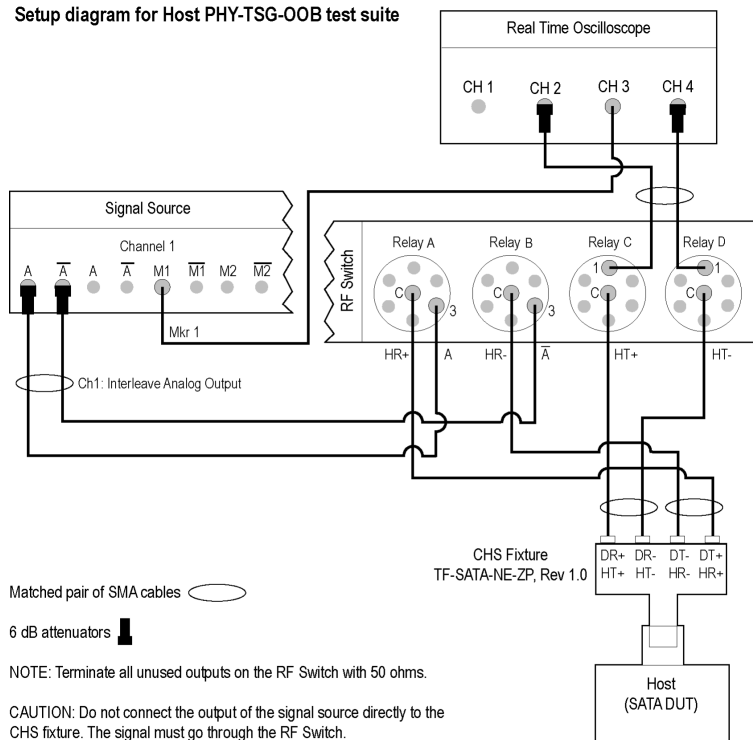 Setup diagram for Host PHY-TSG-OOB test suite
Real Time Oscilloscope
CH 1 CH 2 CH 3 CH 4
Signal Source
Channel 1
A A̅ A A̅ M1 M̅1̅ M2 M̅2̅
Mkr 1
Ch1: Interleave Analog Output
RF Switch
Relay A Relay B Relay C Relay D
1 1
C C C C
3 3
HR+ A HR- A̅ HT+ HT-
CHS Fixture
TF-SATA-NE-ZP, Rev 1.0
DR+ DR- DT- DT+
HT+ HT- HR- HR+
Host
(SATA DUT)
Matched pair of SMA cables
6 dB attenuators
NOTE: Terminate all unused outputs on the RF Switch with 50 ohms.
CAUTION: Do not connect the output of the signal source directly to the
CHS fixture. The signal must go through the RF Switch.